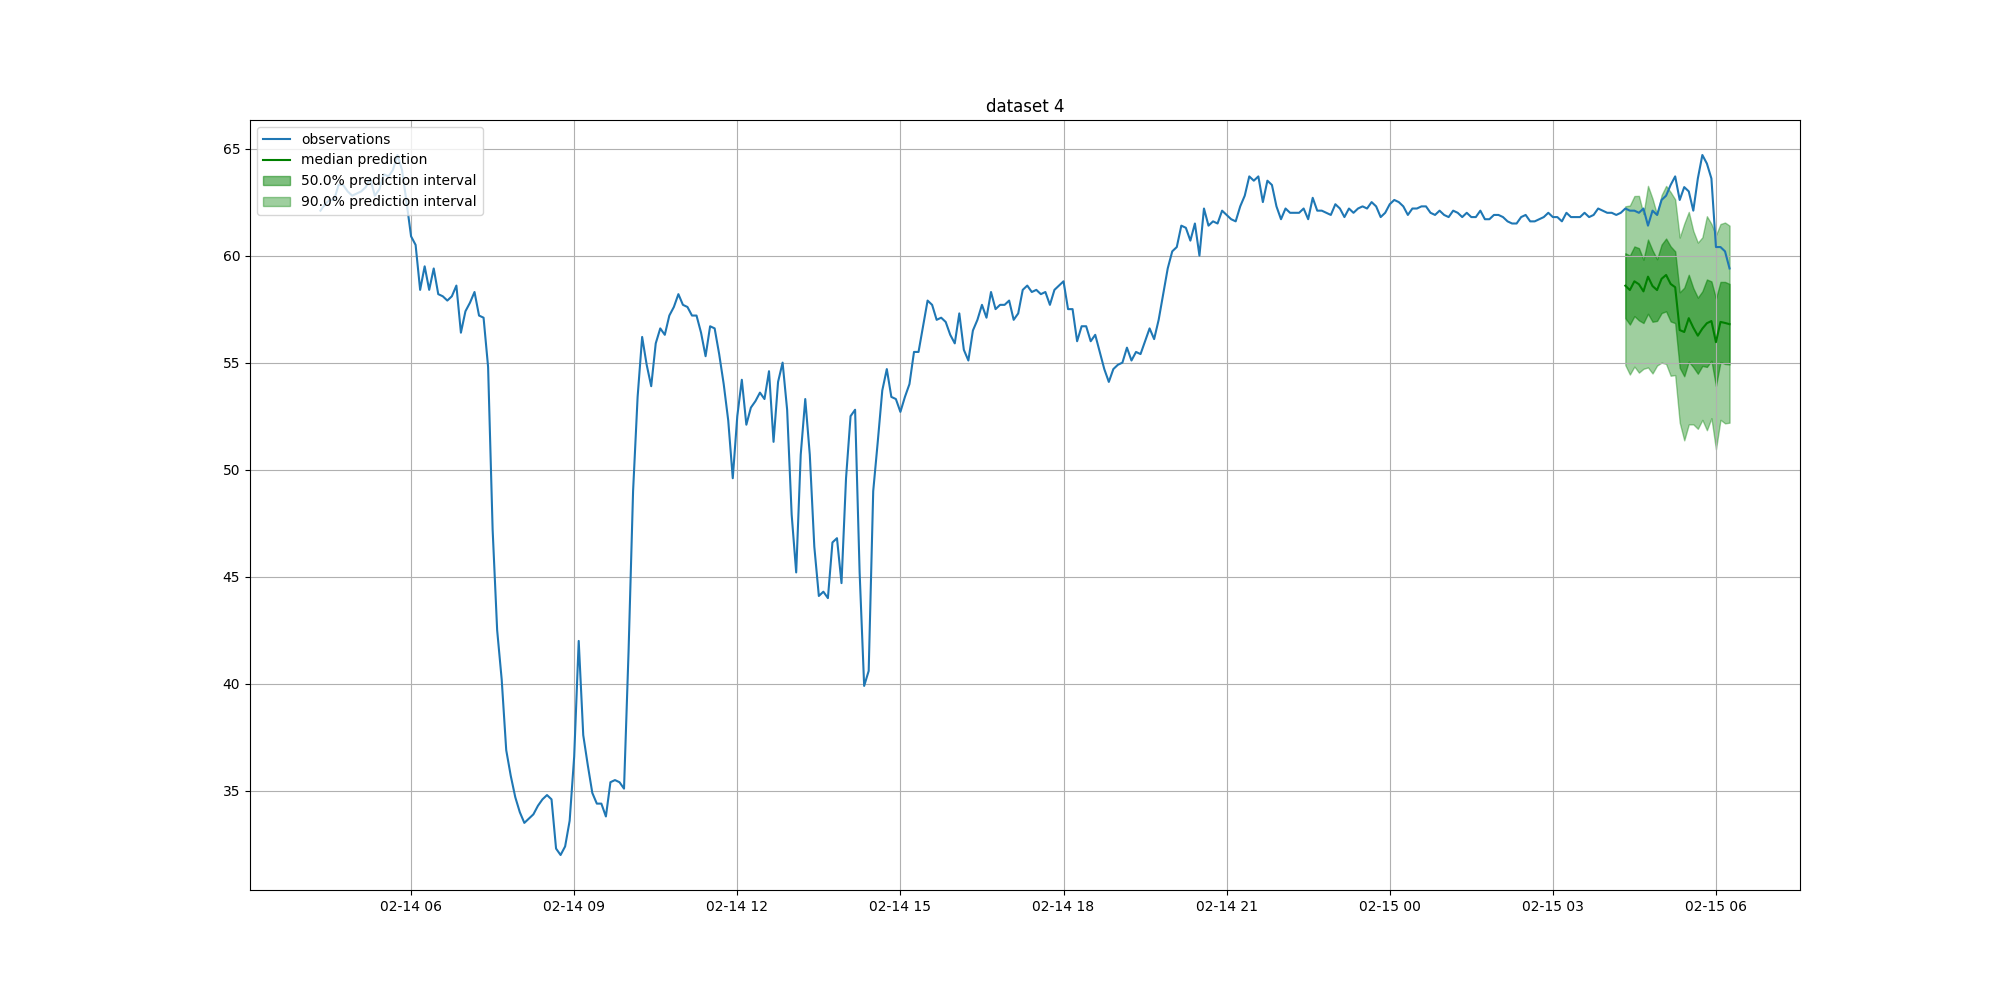 dataset 4
observations
median prediction
50.0% prediction interval
90.0% prediction interval
65
60
55
50
45
40
35
02-14 06 02-14 09 02-14 12 02-14 15 02-14 18 02-14 21 02-15 00 02-15 03 02-15 06